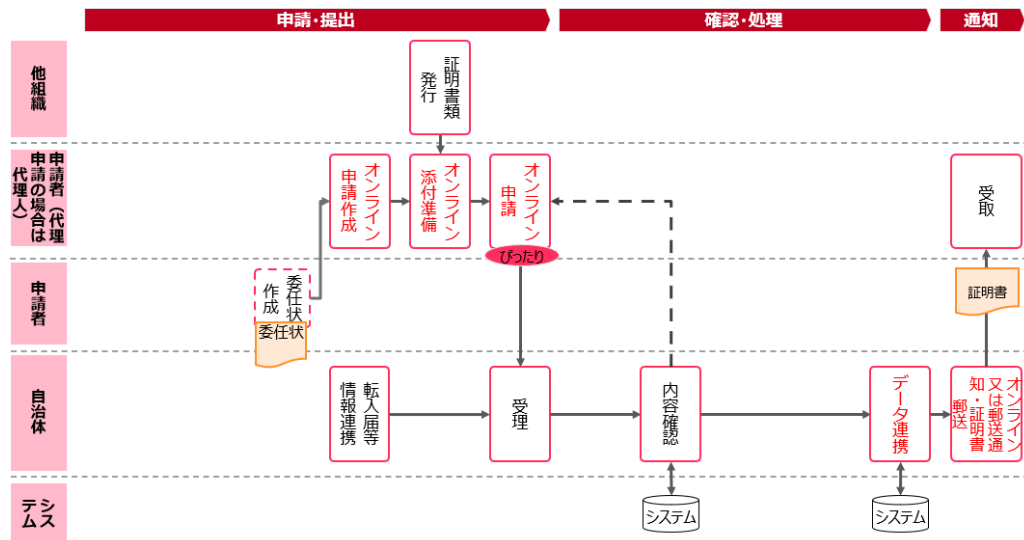 申請・提出
確認・処理
通知
他組織
証明書類
発行
申請者（代理
申請の場合は
代理人）
オンライン
申請作成
オンライン
添付準備
オンライン
申請
ぴったり
受取
申請者
委任状
作成
委任状
証明書
自治体
転入届等
情報連携
受理
内容確認
データ連携
オンライン
又は郵送通
知・証明書
郵送
シス
テム
システム
システム